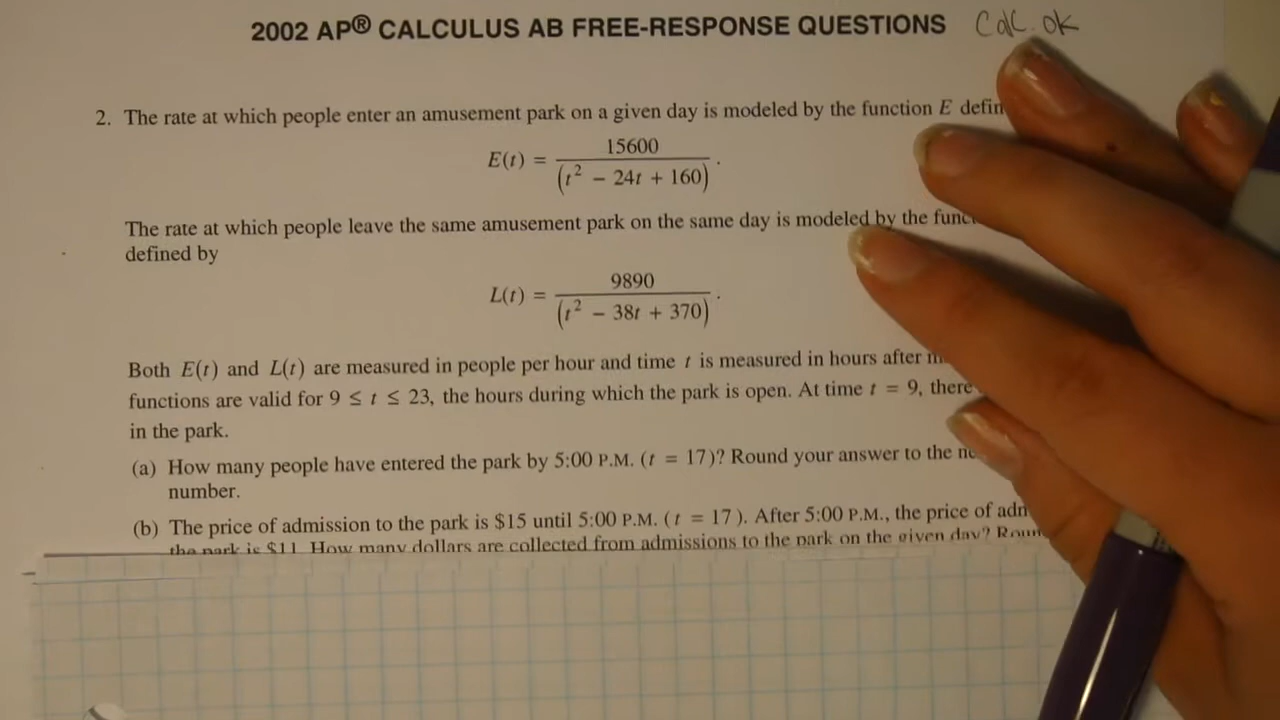 2002 AP® CALCULUS AB FREE-RESPONSE QUESTIONS Calc. ok
2. The rate at which people enter an amusement park on a given day is modeled by the function E
E(t) = 15600 / (t² − 24t + 160).
The rate at which people leave the same amusement park on the same day is modeled by the
defined by
L(t) = 9890 / (t² − 38t + 370).
Both E(t) and L(t) are measured in people per hour and time t is measured in hours after
functions are valid for 9 ≤ t ≤ 23, the hours during which the park is open. At time t = 9, there
in the park.
(a) How many people have entered the park by 5:00 P.M. (t = 17)? Round your answer to the
number.
(b) The price of admission to the park is $15 until 5:00 P.M. (t = 17). After 5:00 P.M., the price of
the park is $11. How many dollars are collected from admissions to the park on the given day?